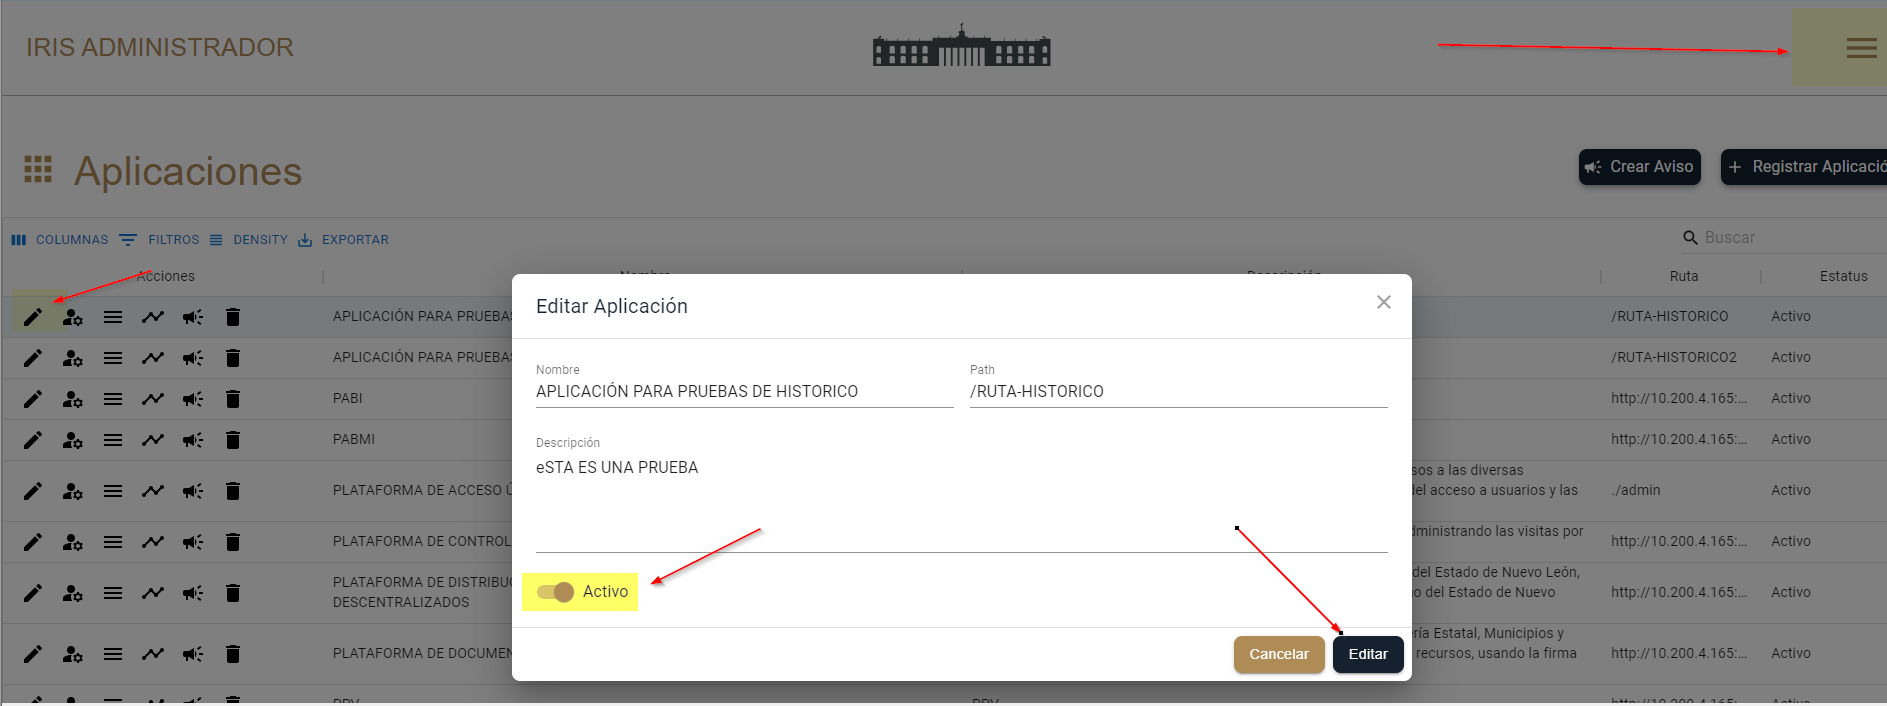 IRIS ADMINISTRADOR
Aplicaciones
Crear Aviso
Registrar Aplicació
COLUMNAS FILTROS DENSITY EXPORTAR
Buscar
Acciones Nombre Descripción Ruta Estatus
APLICACIÓN PARA PRUEBAS /RUTA-HISTORICO Activo
APLICACIÓN PARA PRUEBAS /RUTA-HISTORICO2 Activo
PABI http://10.200.4.165:... Activo
PABMI http://10.200.4.165:... Activo
sos a las diversas
PLATAFORMA DE ACCESO Ú del acceso a usuarios y las ./admin Activo
PLATAFORMA DE CONTROL dministrando las visitas por http://10.200.4.165:... Activo
PLATAFORMA DE DISTRIBUC del Estado de Nuevo León,
DESCENTRALIZADOS o del Estado de Nuevo http://10.200.4.165:... Activo
ría Estatal, Municipios y
PLATAFORMA DE DOCUMEN recursos, usando la firma http://10.200.4.165:... Activo
Editar Aplicación
Nombre
APLICACIÓN PARA PRUEBAS DE HISTORICO
Path
/RUTA-HISTORICO
Descripción
eSTA ES UNA PRUEBA
Activo
Cancelar Editar